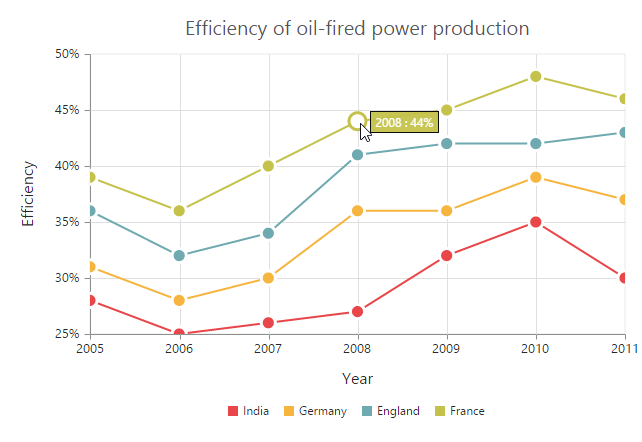 Efficiency of oil-fired power production
50%
45%
2008 : 44%
40%
Efficiency
35%
30%
25%
2005 2006 2007 2008 2009 2010 2011
Year
India Germany England France